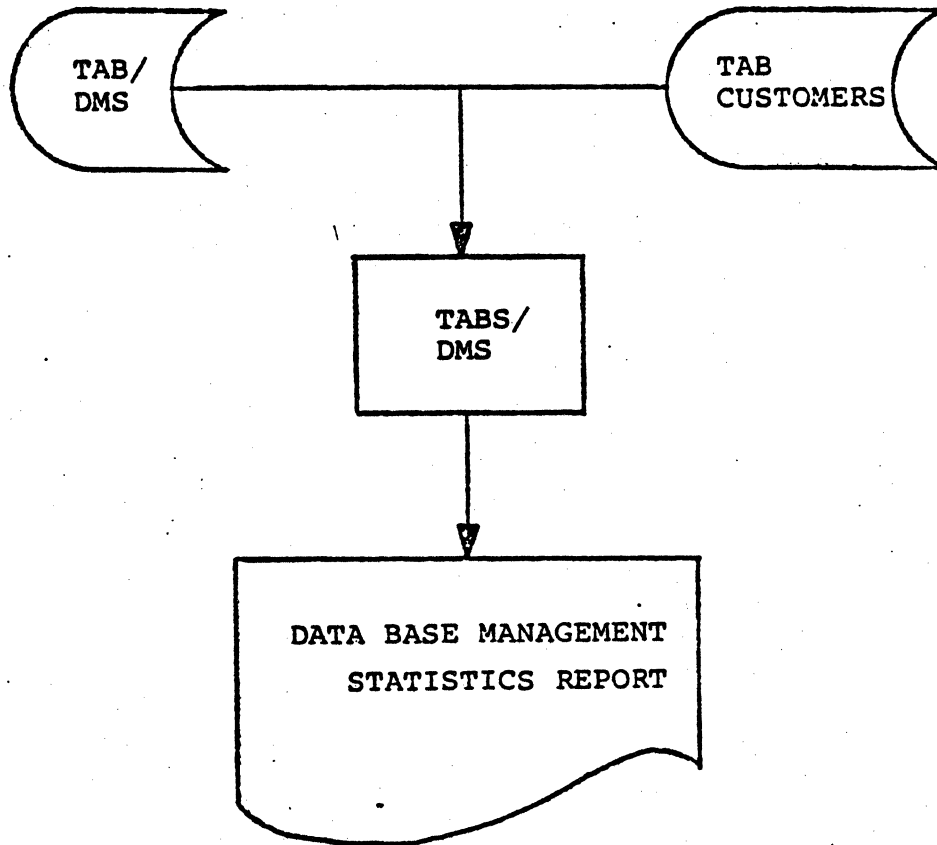 TAB/
DMS
TAB
CUSTOMERS
TABS/
DMS
DATA BASE MANAGEMENT
STATISTICS REPORT